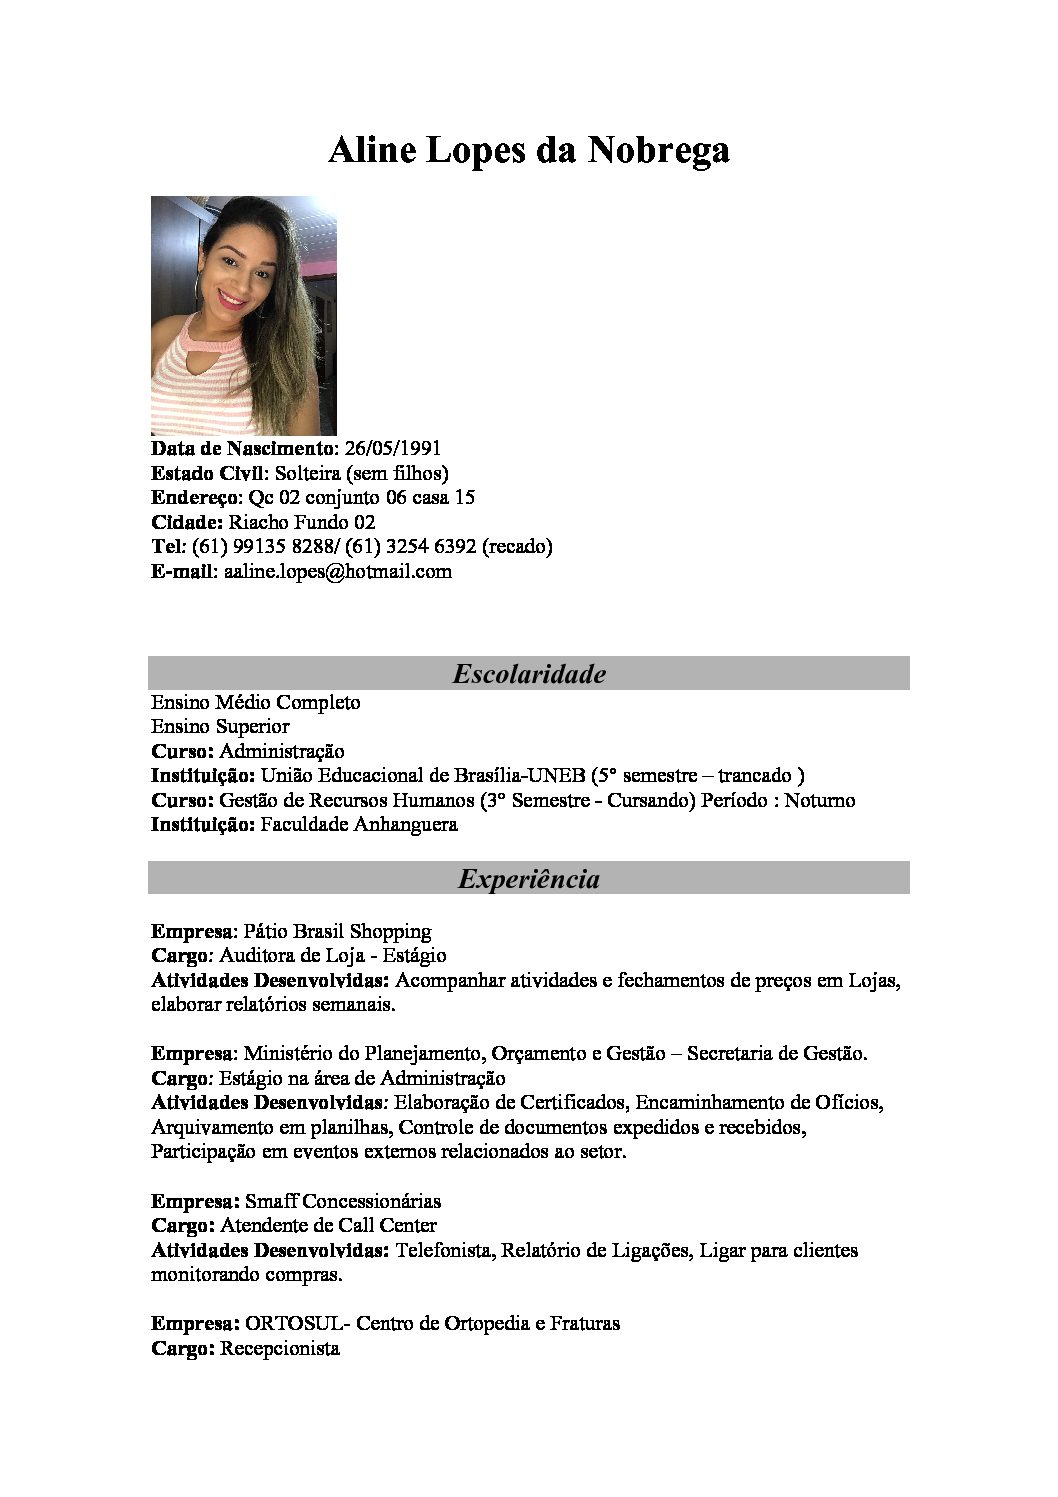 Aline Lopes da Nobrega
Data de Nascimento: 26/05/1991
Estado Civil: Solteira (sem filhos)
Endereço: Qc 02 conjunto 06 casa 15
Cidade: Riacho Fundo 02
Tel: (61) 99135 8288/ (61) 3254 6392 (recado)
E-mail: aaline.lopes@hotmail.com
Escolaridade
Ensino Médio Completo
Ensino Superior
Curso: Administração
Instituição: União Educacional de Brasília-UNEB (5° semestre – trancado )
Curso: Gestão de Recursos Humanos (3° Semestre - Cursando) Período : Noturno
Instituição: Faculdade Anhanguera
Experiência
Empresa: Pátio Brasil Shopping
Cargo: Auditora de Loja - Estágio
Atividades Desenvolvidas: Acompanhar atividades e fechamentos de preços em Lojas,
elaborar relatórios semanais.
Empresa: Ministério do Planejamento, Orçamento e Gestão – Secretaria de Gestão.
Cargo: Estágio na área de Administração
Atividades Desenvolvidas: Elaboração de Certificados, Encaminhamento de Ofícios,
Arquivamento em planilhas, Controle de documentos expedidos e recebidos,
Participação em eventos externos relacionados ao setor.
Empresa: Smaff Concessionárias
Cargo: Atendente de Call Center
Atividades Desenvolvidas: Telefonista, Relatório de Ligações, Ligar para clientes
monitorando compras.
Empresa: ORTOSUL- Centro de Ortopedia e Fraturas
Cargo: Recepcionista